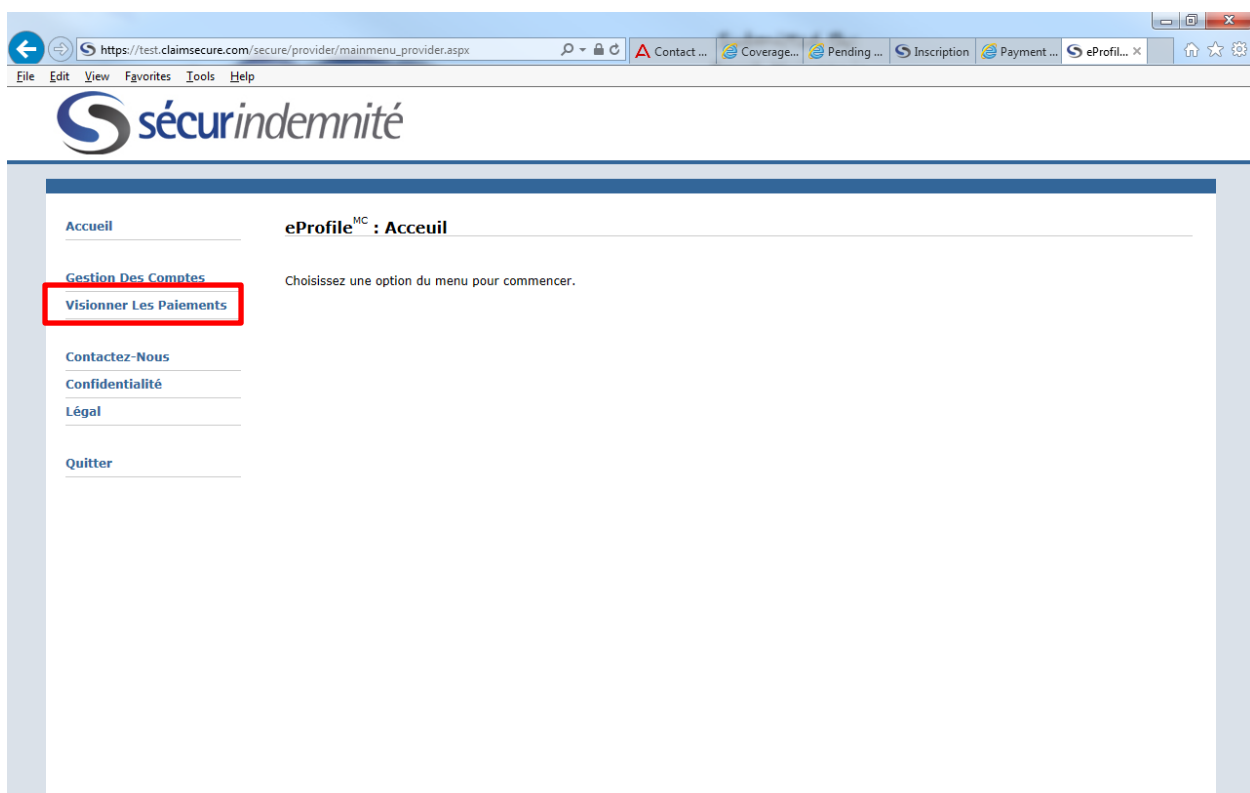 https://test.claimsecure.com/secure/provider/mainmenu_provider.aspx
Contact ... Coverage... Pending ... Inscription Payment ... eProfil...
File Edit View Favorites Tools Help
sécurindemnité
Accueil
eProfileMC : Acceuil
Gestion Des Comptes
Choisissez une option du menu pour commencer.
Visionner Les Paiements
Contactez-Nous
Confidentialité
Légal
Quitter